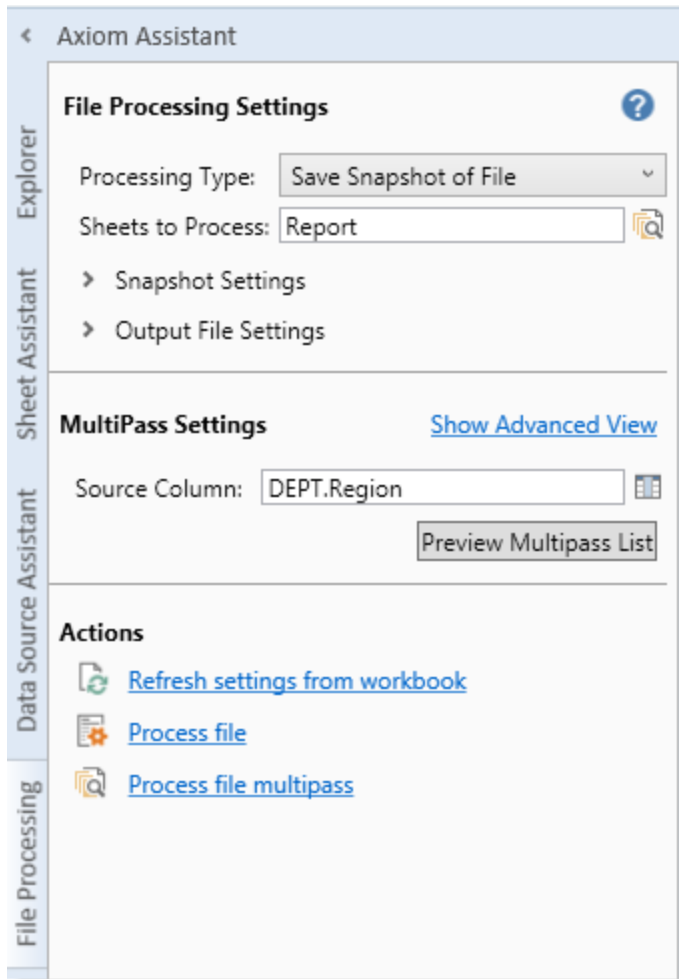 Axiom Assistant
Explorer
Sheet Assistant
Data Source Assistant
File Processing
File Processing Settings
?
Processing Type: Save Snapshot of File
Sheets to Process: Report
Snapshot Settings
Output File Settings
MultiPass Settings Show Advanced View
Source Column: DEPT.Region
Preview Multipass List
Actions
Refresh settings from workbook
Process file
Process file multipass